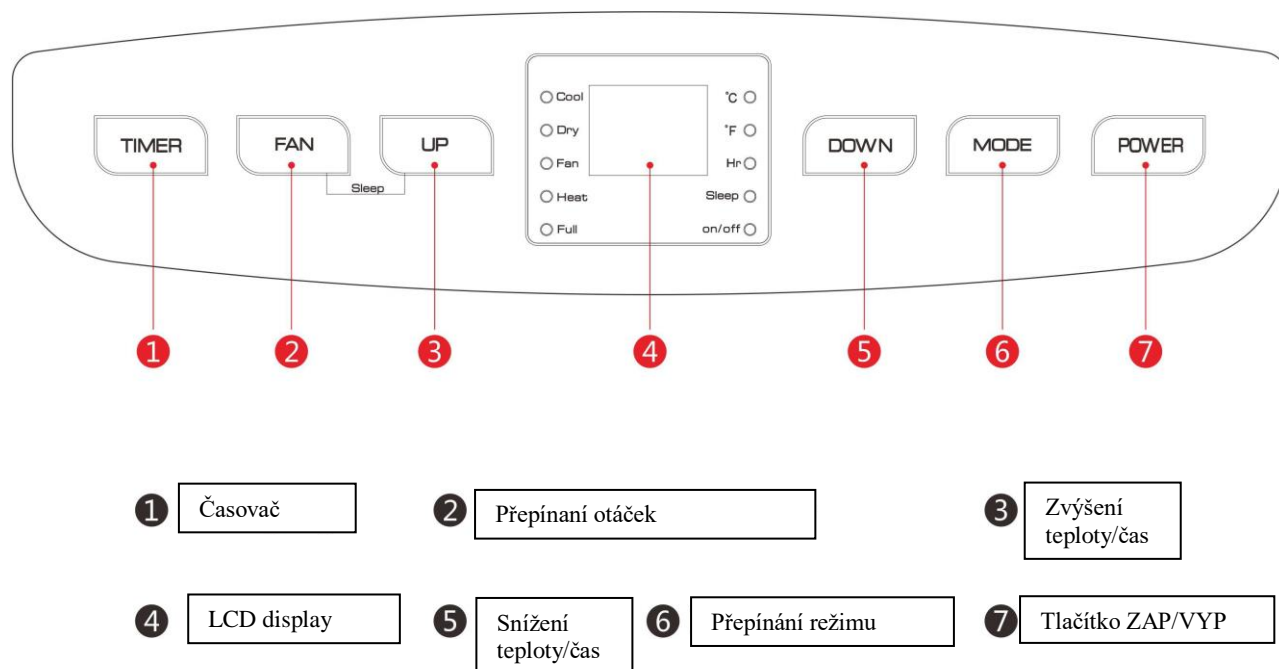 TIMER
FAN
UP
Sleep
Cool
Dry
Fan
Heat
Full
°C
°F
Hr
Sleep
on/off
DOWN
MODE
POWER
1
2
3
4
5
6
7
1 Časovač
2 Přepínaní otáček
3 Zvýšení
teploty/čas
4 LCD display
5 Snížení
teploty/čas
6 Přepínání režimu
7 Tlačítko ZAP/VYP